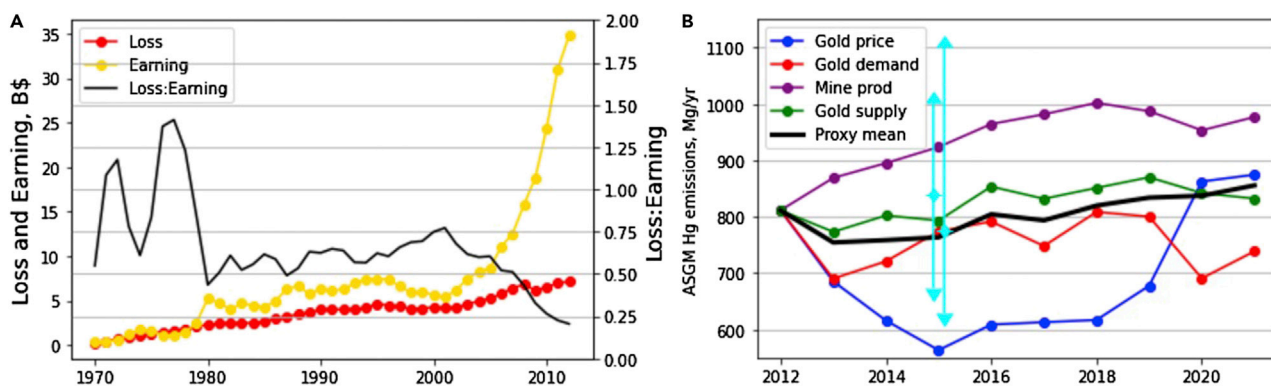 A
Loss and Earning, B$
35
30
25
20
15
10
5
0
Loss
Earning
Loss:Earning
2.00
1.75
1.50
1.25
1.00
0.75
0.50
0.25
0.00
Loss:Earning
1970
1980
1990
2000
2010
B
ASGM Hg emissions, Mg/yr
1100
1000
900
800
700
600
Gold price
Gold demand
Mine prod
Gold supply
Proxy mean
2012
2014
2016
2018
2020